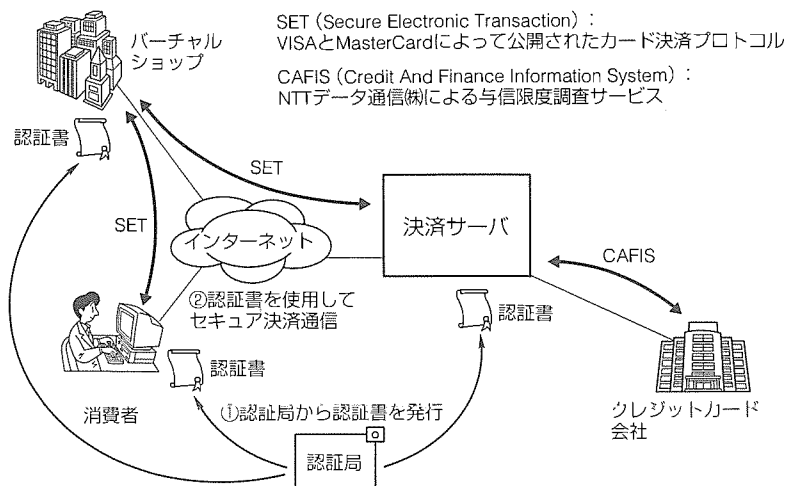 SET (Secure Electronic Transaction) :
VISAとMasterCardによって公開されたカード決済プロトコル
CAFIS (Credit And Finance Information System) :
NTTデータ通信㈱による与信限度調査サービス
バーチャル
ショップ
認証書
SET
SET
インターネット
決済サーバ
CAFIS
②認証書を使用して
セキュア決済通信
認証書
認証書
消費者
①認証局から認証書を発行
認証局
クレジットカード
会社